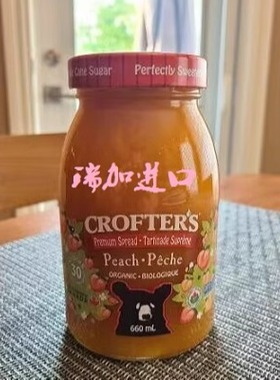 Cane Sugar Perfectly Sweet
瑞加进口
CROFTER'S
Premium Spread · Tartinade Suprême
Peach · Pêche
ORGANIC · BIOLOGIQUE
30
660 mL